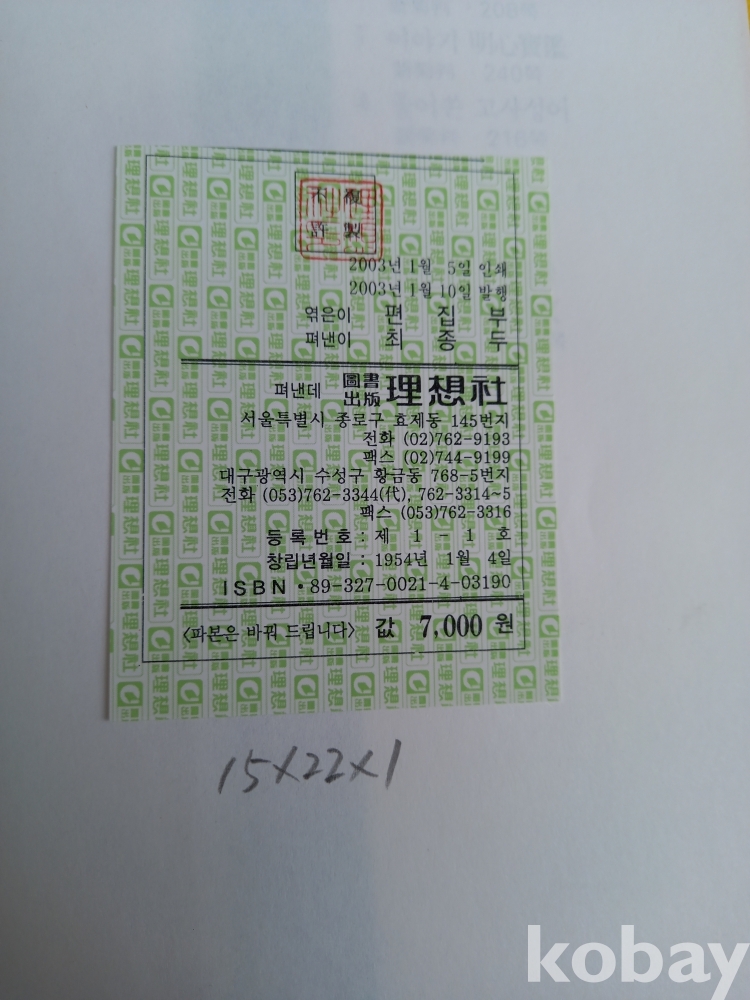 不 複
許 製
2003년 1월 5일 인쇄
2003년 1월 10일 발행
엮은이 편 집 부
펴낸이 최 종 두
펴낸데 圖書出版 理想社
서울특별시 종로구 효제동 145번지
전화 (02)762-9193
팩스 (02)744-9199
대구광역시 수성구 황금동 768-5번지
전화 (053)762-3344(代), 762-3314~5
팩스 (053)762-3316
등 록 번 호 : 제 1 - 1 호
창립년월일 : 1954년 1월 4일
ISBN · 89-327-0021-4-03190
〈파본은 바꿔 드립니다〉 값 7,000 원
15×22×1
kobay